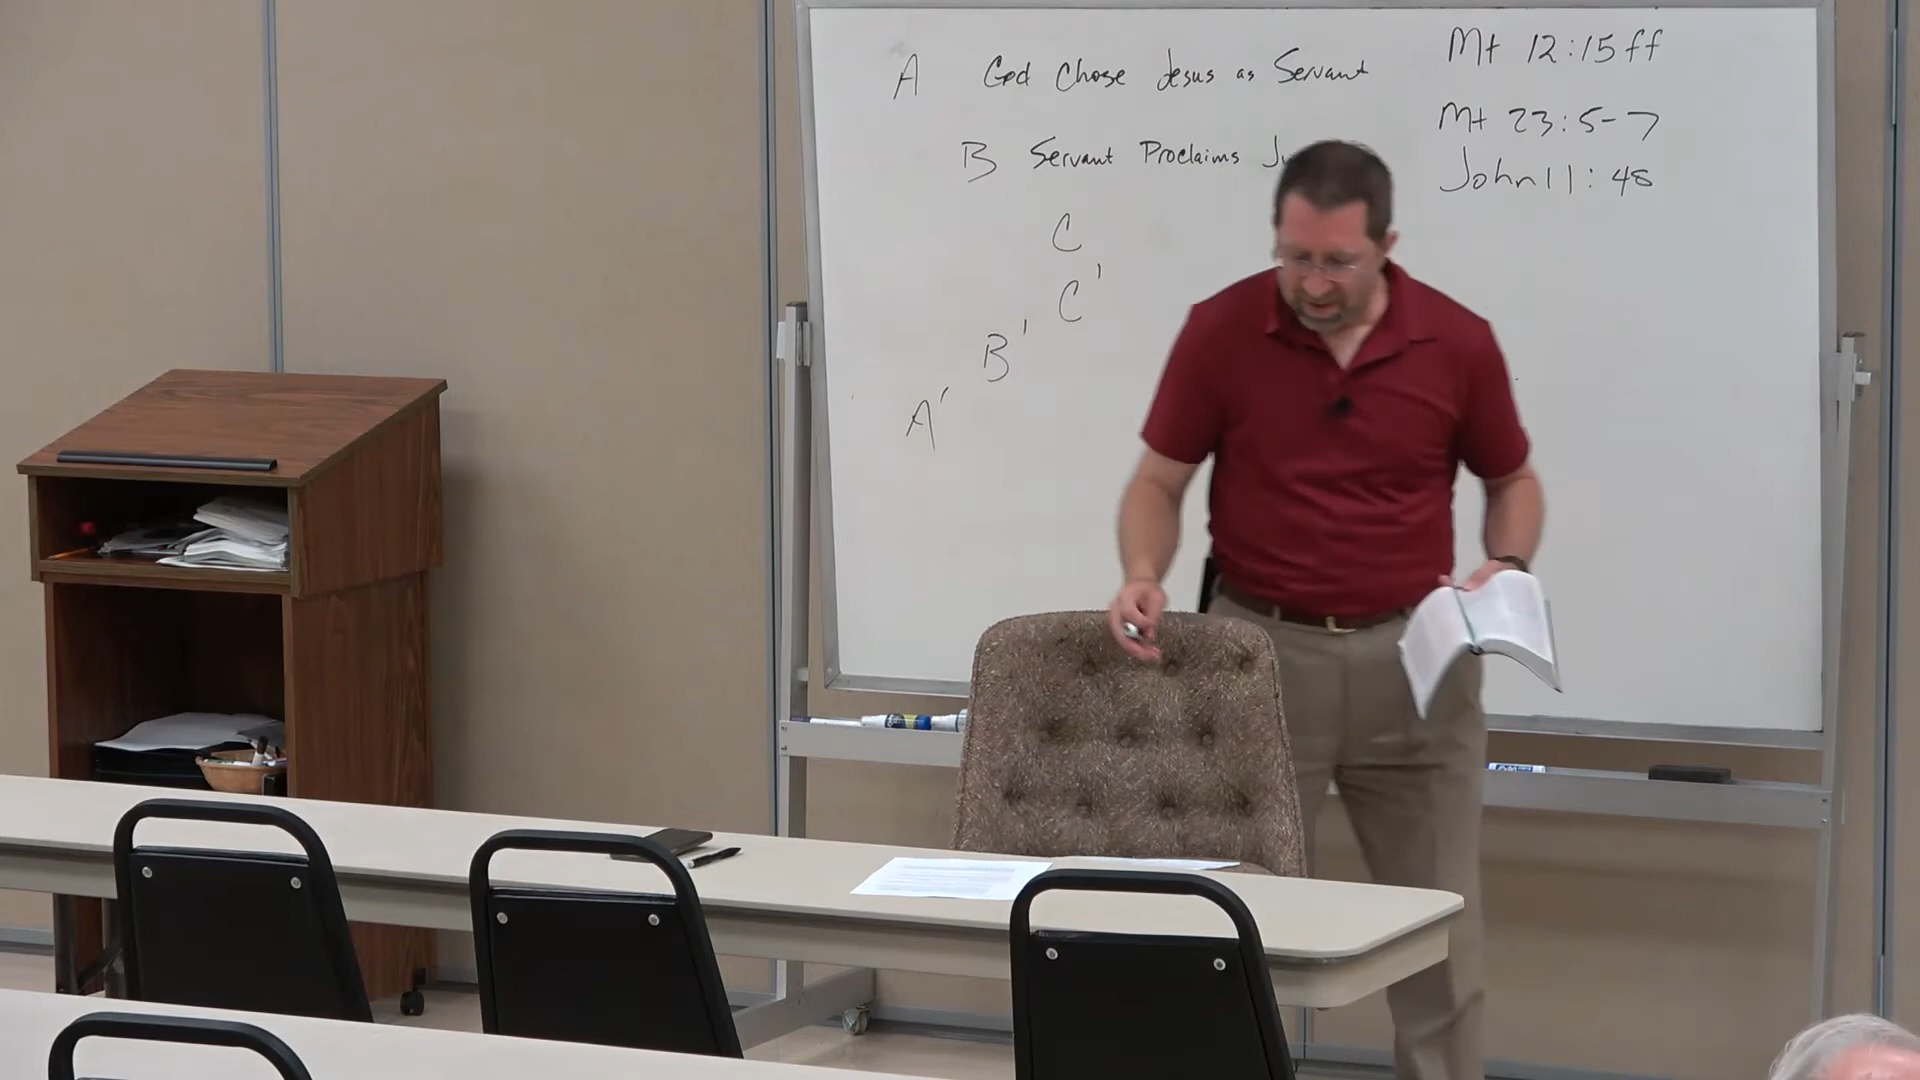 A God Chose Jesus as Servant
B Servant Proclaims
C
C'
B'
A'
Mt 12:15ff
Mt 23:5-7
John 11:48